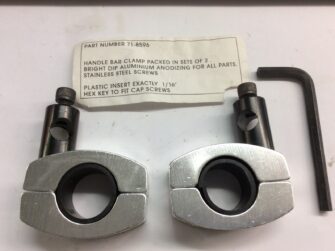 PART NUMBER 71-8596
HANDLE BAR CLAMP PACKED IN SETS OF 2
BRIGHT DIP ALUMINIUM ANODIZING FOR ALL PARTS.
STAINLESS STEEL SCREWS
PLASTIC INSERT EXACTLY 1/16"
HEX KEY TO FIT CAP SCREWS